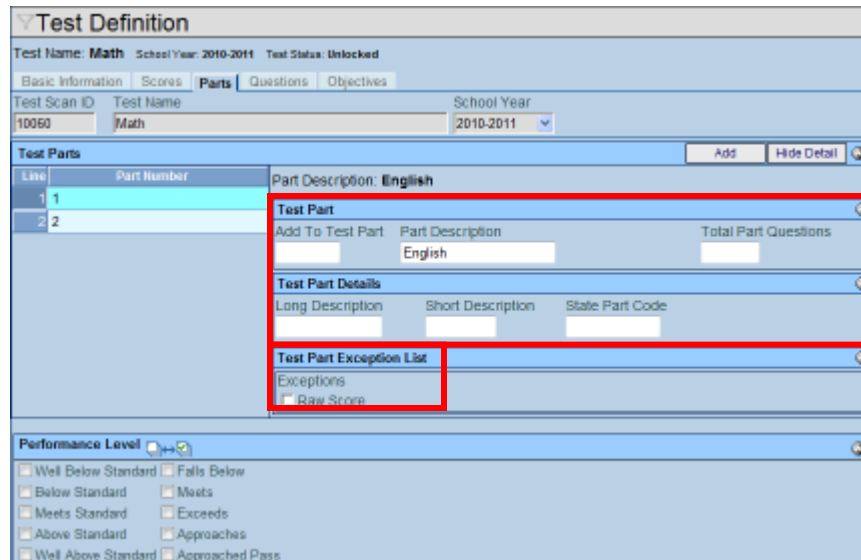 Test Definition
Test Name: Math School Year: 2010-2011 Test Status: Unlocked
Basic Information Scores Parts Questions Objectives
Test Scan ID Test Name School Year
10060 Math 2010-2011
Test Parts Add Hide Detail
Line Part Number
Part Description: English
1 1
2 2
Test Part
Add To Test Part Part Description Total Part Questions
English
Test Part Details
Long Description Short Description State Part Code
Test Part Exception List
Exceptions
Raw Score
Performance Level
Well Below Standard Falls Below
Below Standard Meets
Meets Standard Exceeds
Above Standard Approaches
Well Above Standard Approached Pass